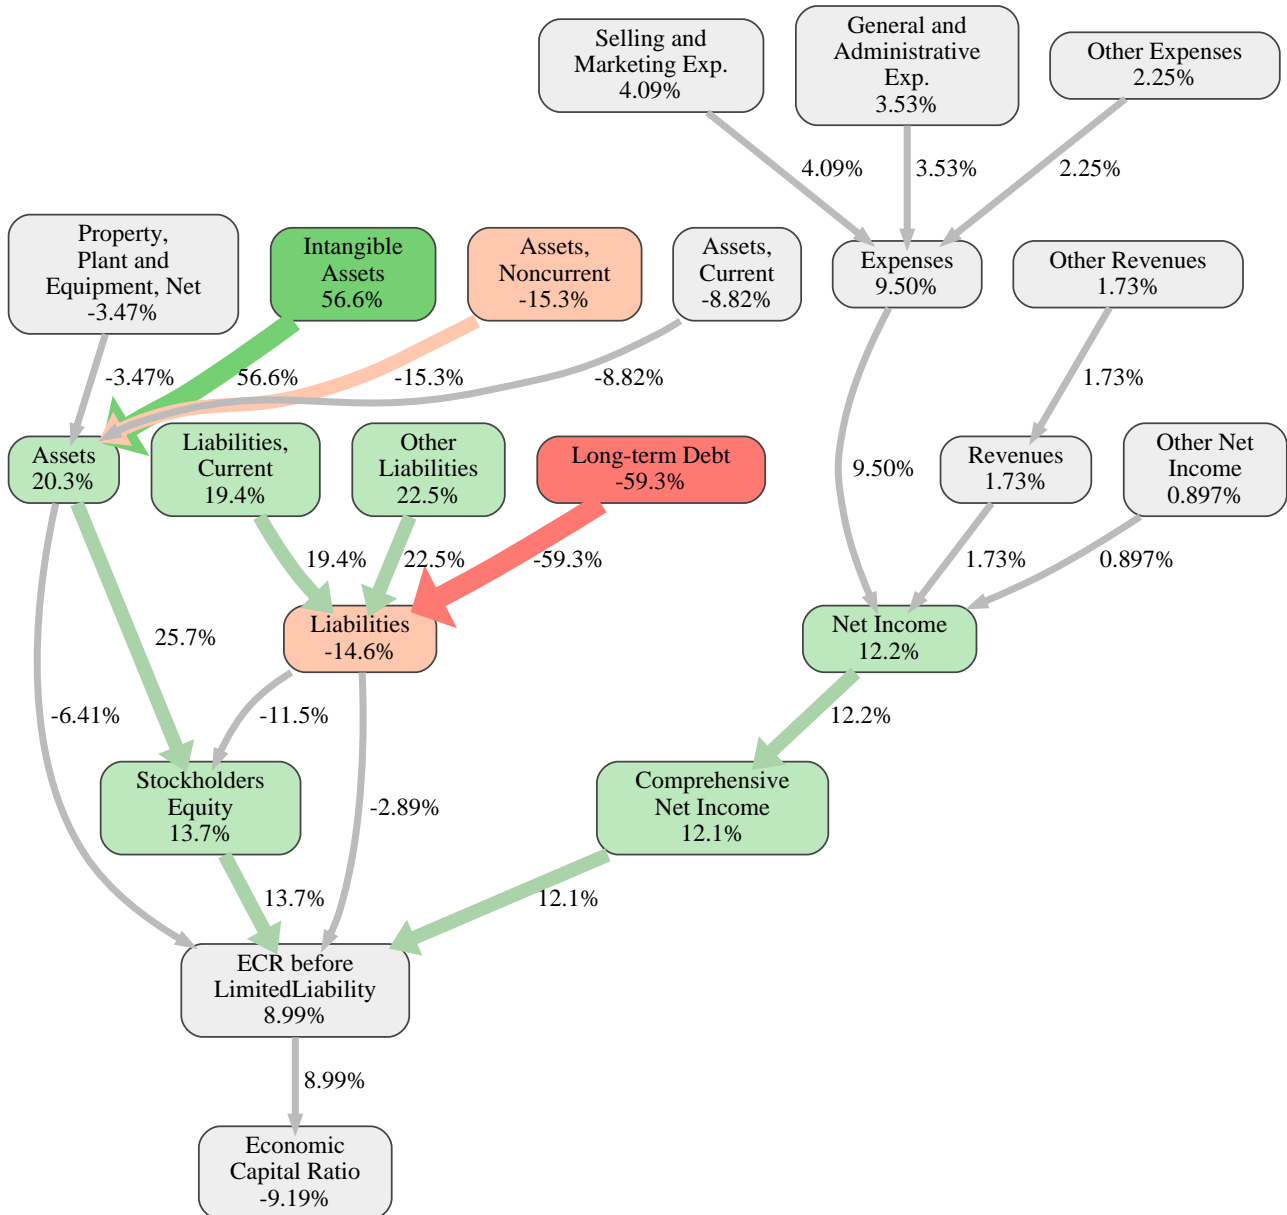 Selling and
Marketing Exp.
4.09%
General and
Administrative
Exp.
3.53%
Other Expenses
2.25%
4.09%
3.53%
2.25%
Property,
Plant and
Equipment, Net
-3.47%
Intangible
Assets
56.6%
Assets,
Noncurrent
-15.3%
Assets,
Current
-8.82%
Expenses
9.50%
Other Revenues
1.73%
-3.47%
56.6%
-15.3%
-8.82%
1.73%
Assets
20.3%
Liabilities,
Current
19.4%
Other
Liabilities
22.5%
Long-term Debt
-59.3%
9.50%
Revenues
1.73%
Other Net
Income
0.897%
19.4%
22.5%
-59.3%
1.73%
0.897%
25.7%
Liabilities
-14.6%
Net Income
12.2%
-6.41%
-11.5%
12.2%
Stockholders
Equity
13.7%
-2.89%
Comprehensive
Net Income
12.1%
13.7%
12.1%
ECR before
LimitedLiability
8.99%
8.99%
Economic
Capital Ratio
-9.19%